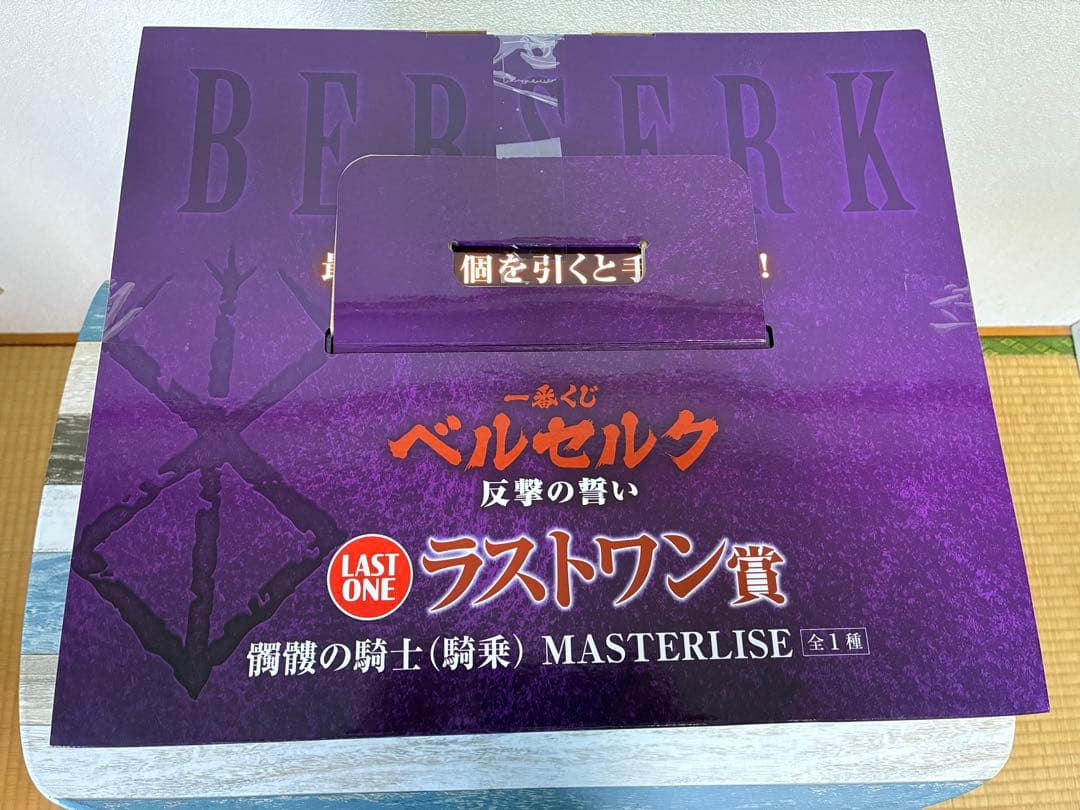 BERSERK
最
個を引くと手
！
一番くじ
ベルセルク
反撃の誓い
LAST
ONE
ラストワン賞
髑髏の騎士（騎乗） MASTERLISE 全1種